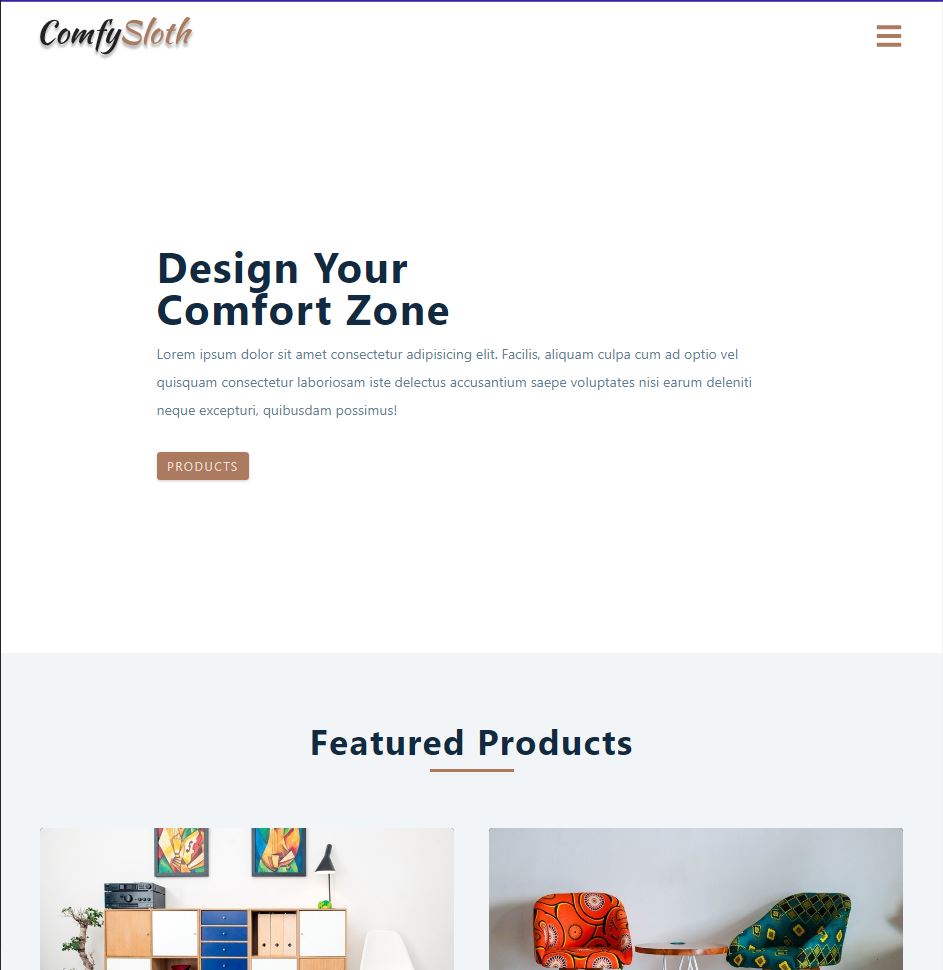 ComfySloth
Design Your
Comfort Zone
Lorem ipsum dolor sit amet consectetur adipisicing elit. Facilis, aliquam culpa cum ad optio vel
quisquam consectetur laboriosam iste delectus accusantium saepe voluptates nisi earum deleniti
neque excepturi, quibusdam possimus!
PRODUCTS
Featured Products